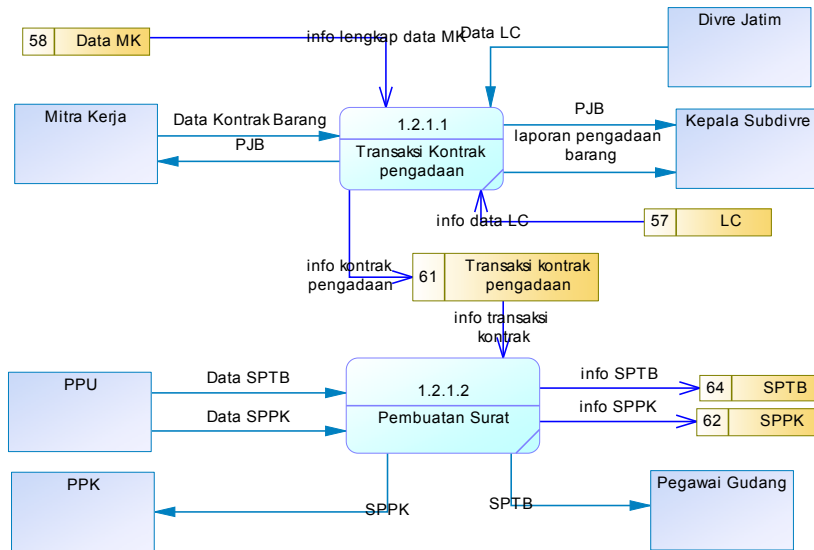 Divre Jatim
58 Data MK
info lengkap data MK
Data LC
Mitra Kerja
Data Kontrak Barang
PJB
1.2.1.1
Transaksi Kontrak
pengadaan
PJB
laporan pengadaan
barang
Kepala Subdivre
info data LC
57 LC
info kontrak
pengadaan
61 Transaksi kontrak
pengadaan
info transaksi
kontrak
PPU
Data SPTB
Data SPPK
1.2.1.2
Pembuatan Surat
info SPTB
64 SPTB
info SPPK
62 SPPK
PPK
SPPK
SPTB
Pegawai Gudang